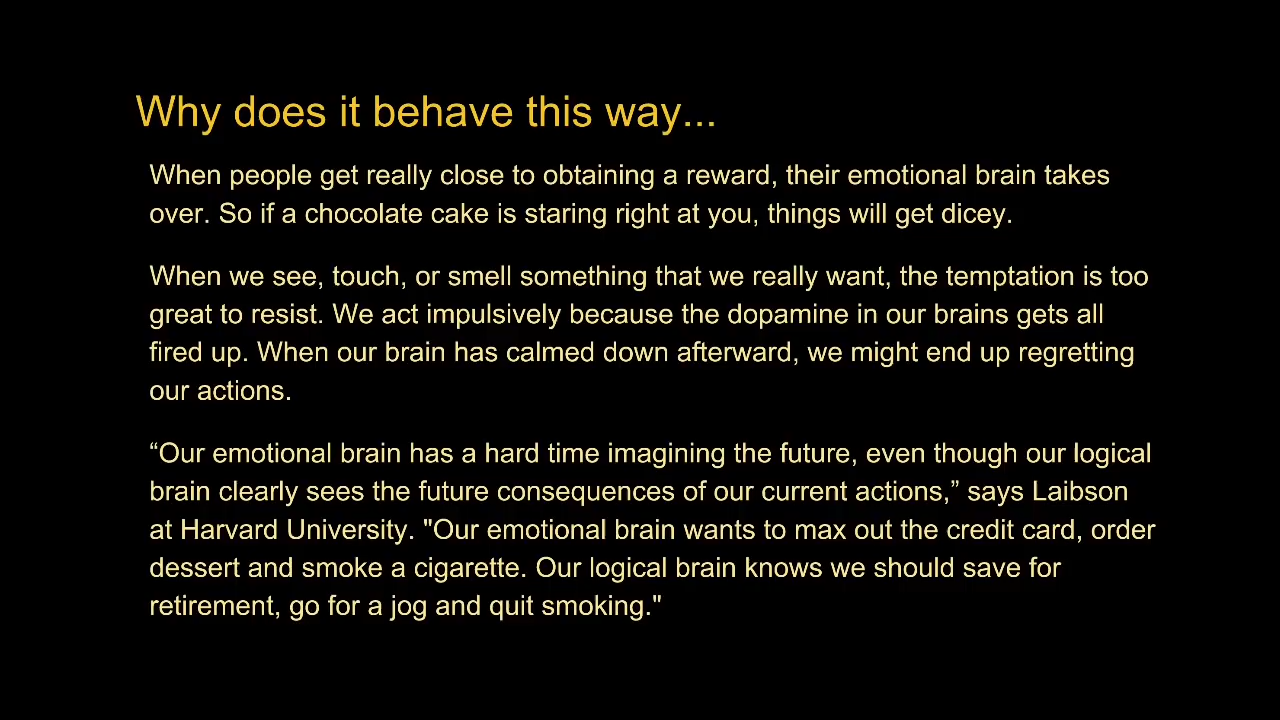 Why does it behave this way...
When people get really close to obtaining a reward, their emotional brain takes
over. So if a chocolate cake is staring right at you, things will get dicey.
When we see, touch, or smell something that we really want, the temptation is too
great to resist. We act impulsively because the dopamine in our brains gets all
fired up. When our brain has calmed down afterward, we might end up regretting
our actions.
“Our emotional brain has a hard time imagining the future, even though our logical
brain clearly sees the future consequences of our current actions,” says Laibson
at Harvard University. "Our emotional brain wants to max out the credit card, order
dessert and smoke a cigarette. Our logical brain knows we should save for
retirement, go for a jog and quit smoking."